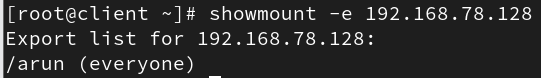 [root@client ~]# showmount -e 192.168.78.128
Export list for 192.168.78.128:
/arun (everyone)